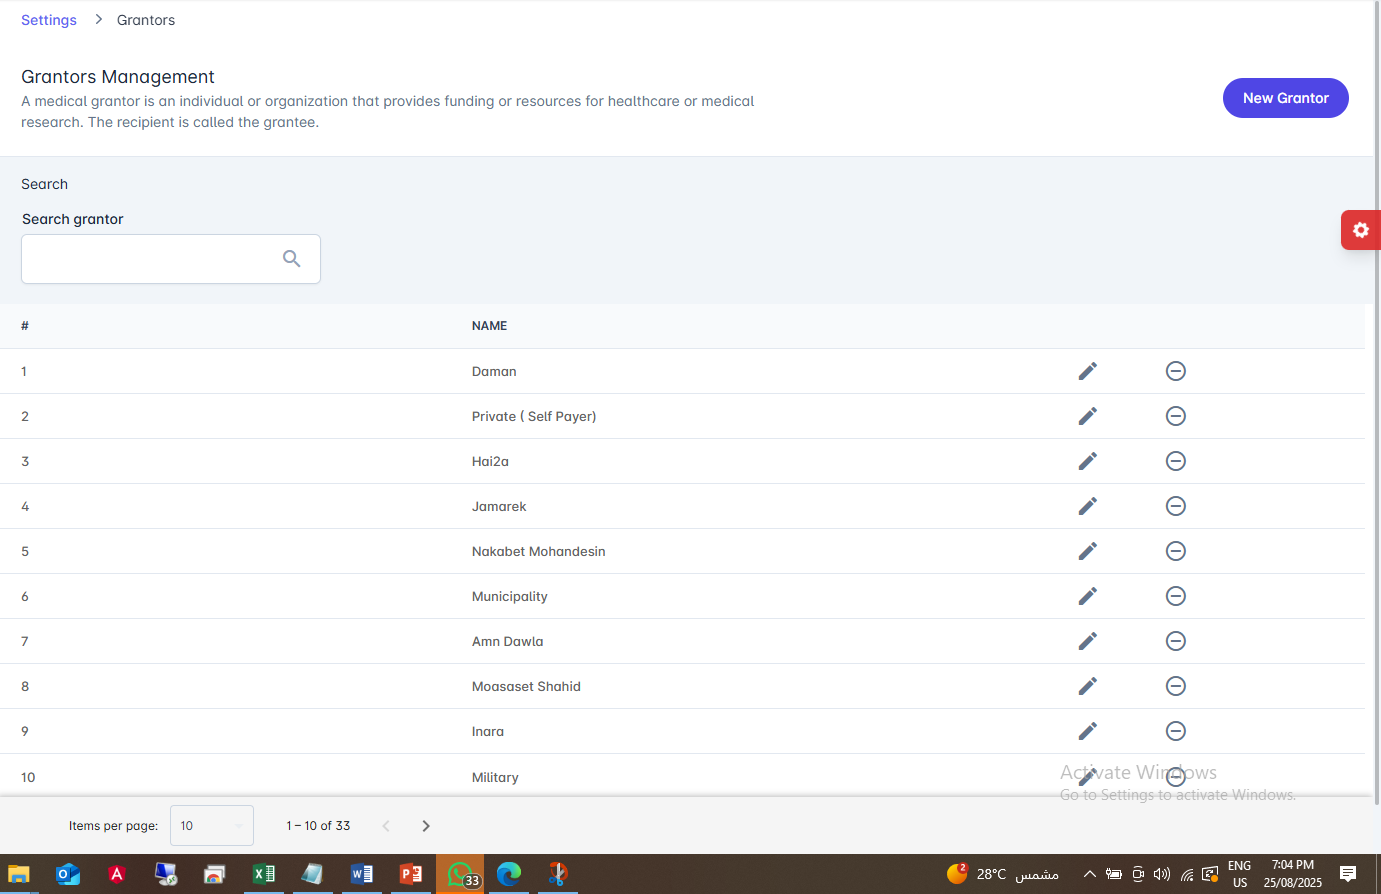 Settings > Grantors
Grantors Management
A medical grantor is an individual or organization that provides funding or resources for healthcare or medical
research. The recipient is called the grantee.
New Grantor
Search
Search grantor
# NAME
1 Daman
2 Private ( Self Payer)
3 Hai2a
4 Jamarek
5 Nakabet Mohandesin
6 Municipality
7 Amn Dawla
8 Moasaset Shahid
9 Inara
10 Military
Activate Windows
Go to Settings to activate Windows.
Items per page: 10 1 – 10 of 33
33
2
28°C مشمس
ENG
US
7:04 PM
25/08/2025